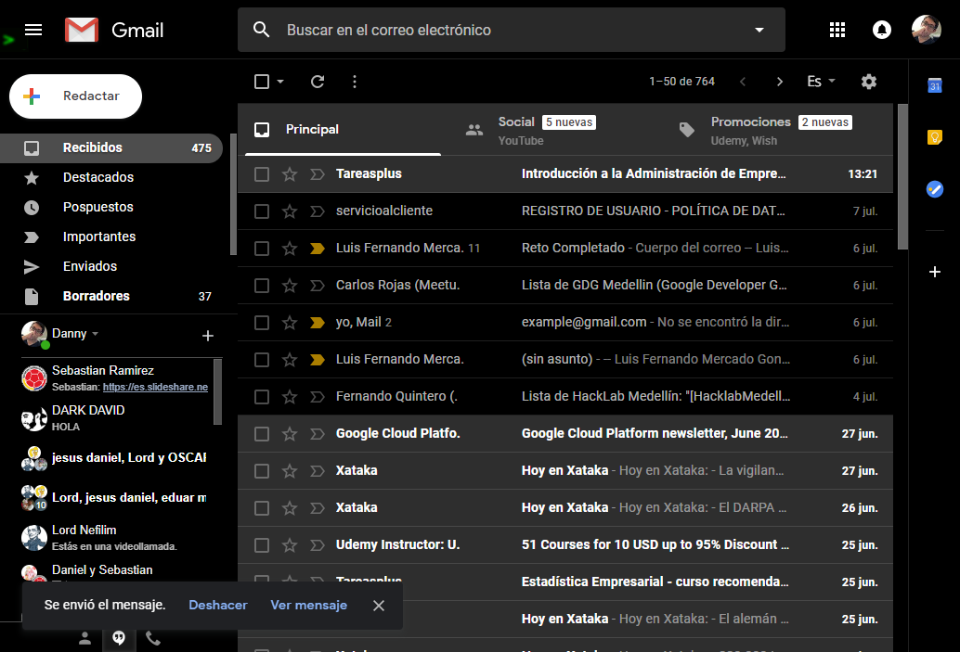 Gmail
Buscar en el correo electrónico
Redactar
1–50 de 764
Es
31
Recibidos 475
Destacados
Pospuestos
Importantes
Enviados
Borradores 37
Principal
Social 5 nuevas
YouTube
Promociones 2 nuevas
Udemy, Wish
Tareasplus Introducción a la Administración de Empre… 13:21
servicioalcliente REGISTRO DE USUARIO - POLÍTICA DE DAT… 7 jul.
Luis Fernando Merca. 11 Reto Completado - Cuerpo del correo -- Luis… 6 jul.
Carlos Rojas (Meetu. Lista de GDG Medellin (Google Developer G… 6 jul.
yo, Mail 2 example@gmail.com - No se encontró la dir… 6 jul.
Luis Fernando Merca. (sin asunto) - -- Luis Fernando Mercado Gon… 6 jul.
Fernando Quintero (. Lista de HackLab Medellín: "[HacklabMedell… 4 jul.
Google Cloud Platfo. Google Cloud Platform newsletter, June 20… 27 jun.
Xataka Hoy en Xataka - Hoy en Xataka: - La vigilan… 27 jun.
Xataka Hoy en Xataka - Hoy en Xataka: - El DARPA … 26 jun.
Udemy Instructor: U. 51 Courses for 10 USD up to 95% Discount … 25 jun.
Tareasplus Estadística Empresarial - curso recomenda… 25 jun.
Hoy en Xataka - Hoy en Xataka: - El alemán … 25 jun.
Danny
Sebastian Ramirez
Sebastian: https://es.slideshare.ne
DARK DAVID
HOLA
jesus daniel, Lord y OSCAR
Lord, jesus daniel, eduar m
10
Lord Nefilim
Estás en una videollamada.
Daniel y Sebastian
Se envió el mensaje. Deshacer Ver mensaje